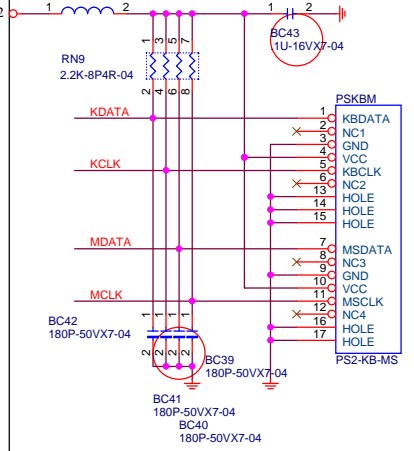 2
1 2
1 2
BC43
.1U-16VX7-04
1 3 5 7
RN9
2.2K-8P4R-04
2 4 6 8
PSKBM
KDATA
1 KBDATA
2 NC1
3 GND
4 VCC
KCLK
5 KBCLK
6 NC2
13 HOLE
14 HOLE
15 HOLE
MDATA
7 MSDATA
8 NC3
9 GND
10 VCC
MCLK
11 MSCLK
12 NC4
16 HOLE
17 HOLE
PS2-KB-MS
1 1 1 1
BC42
180P-50VX7-04
2 2 2 2
BC39
180P-50VX7-04
BC41
180P-50VX7-04
BC40
180P-50VX7-04